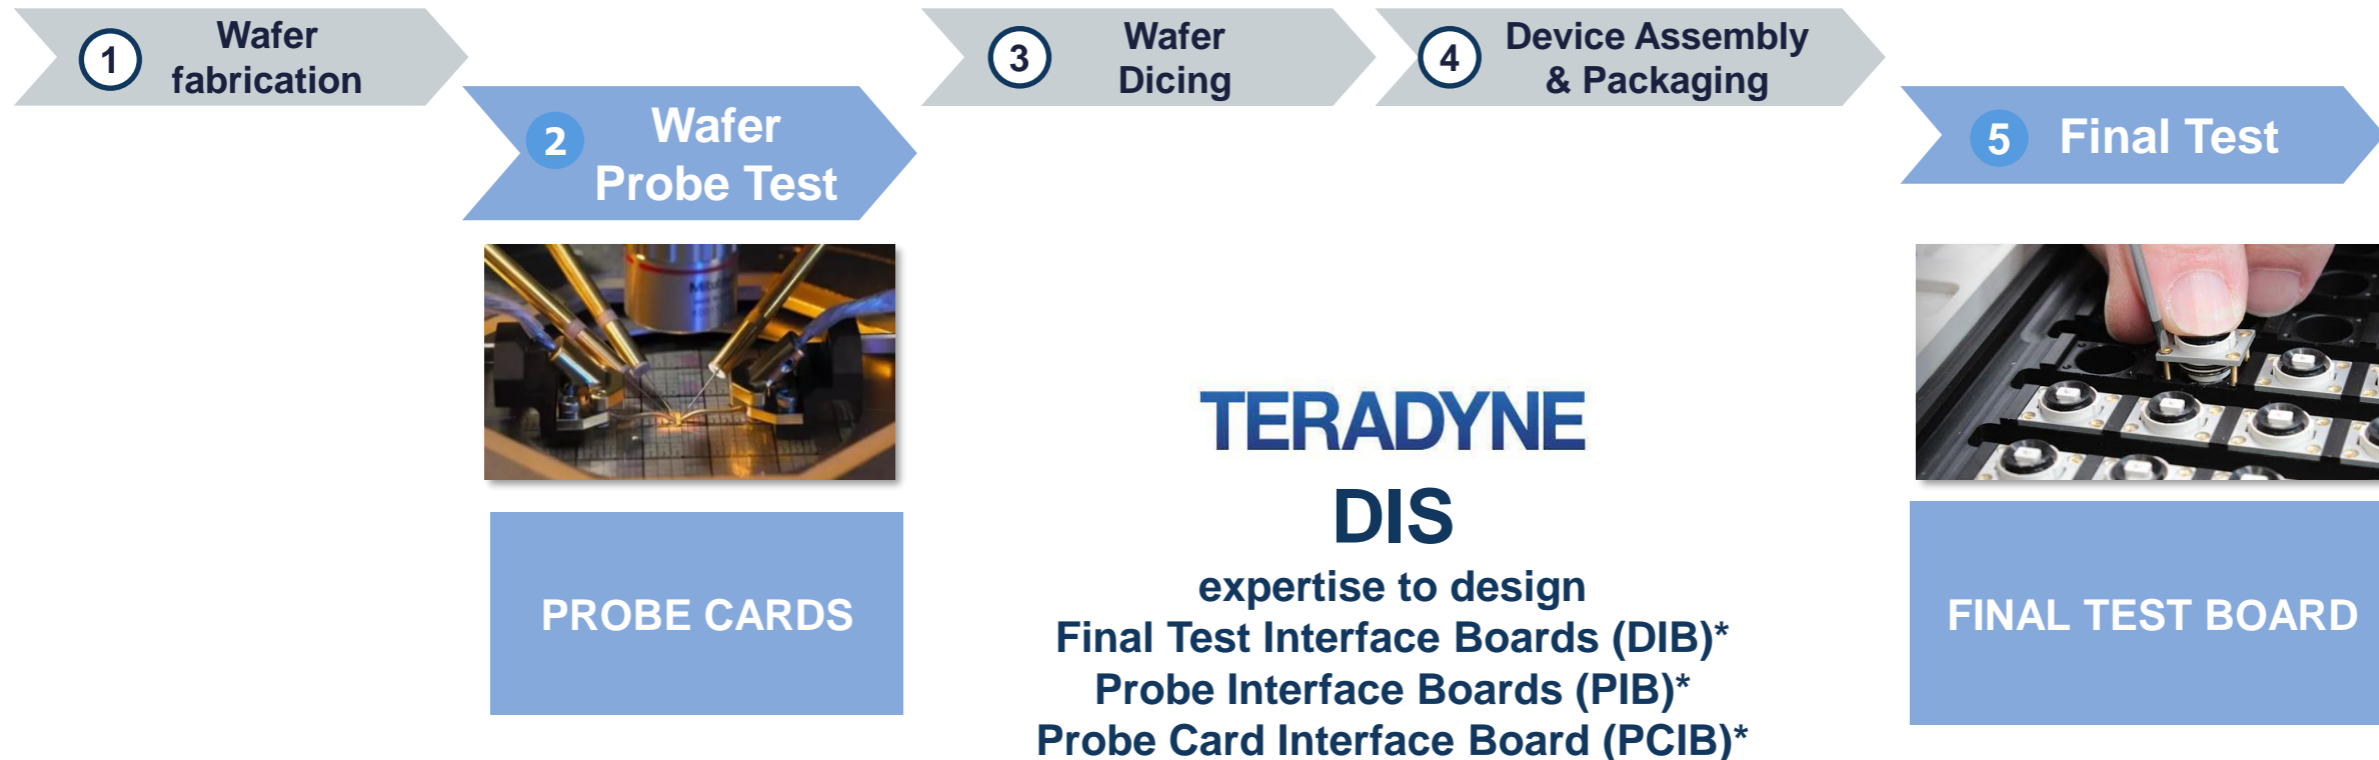 1
Wafer
fabrication
2
Wafer
Probe Test
3
Wafer
Dicing
4
Device Assembly
& Packaging
5
Final Test
PROBE CARDS
TERADYNE
DIS
expertise to design
Final Test Interface Boards (DIB)*
Probe Interface Boards (PIB)*
Probe Card Interface Board (PCIB)*
FINAL TEST BOARD